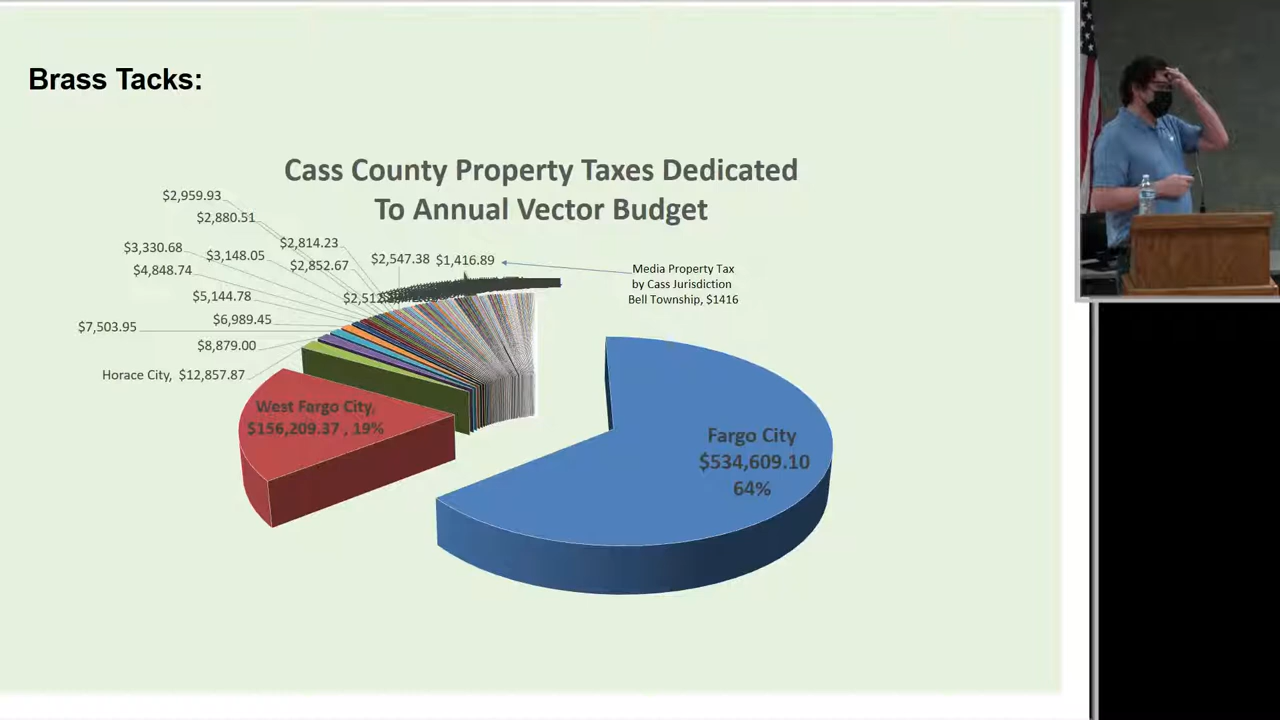 Brass Tacks:
Cass County Property Taxes Dedicated
To Annual Vector Budget
$2,959.93
$2,880.51
$2,814.23
$3,330.68
$3,148.05
$2,852.67
$2,547.38
$1,416.89
Media Property Tax
by Cass Jurisdiction
Bell Township, $1416
$4,848.74
$5,144.78
$2,512
$7,503.95
$6,989.45
$8,879.00
Horace City, $12,857.87
West Fargo City,
$156,209.37 , 19%
Fargo City
$534,609.10
64%